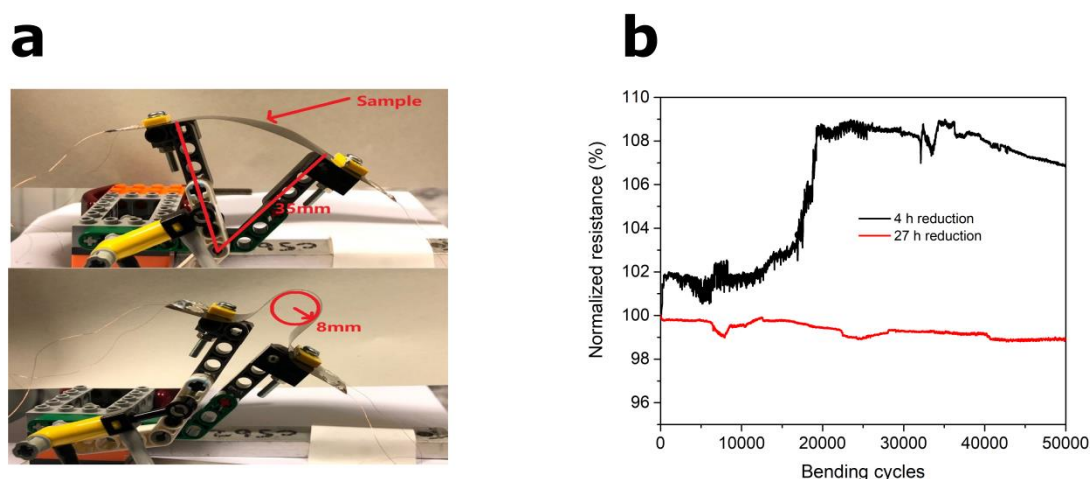 a
Sample
35mm
8mm
b
110
108
106
104
102
100
98
96
Normalized resistance (%)
4 h reduction
27 h reduction
0
10000
20000
30000
40000
50000
Bending cycles